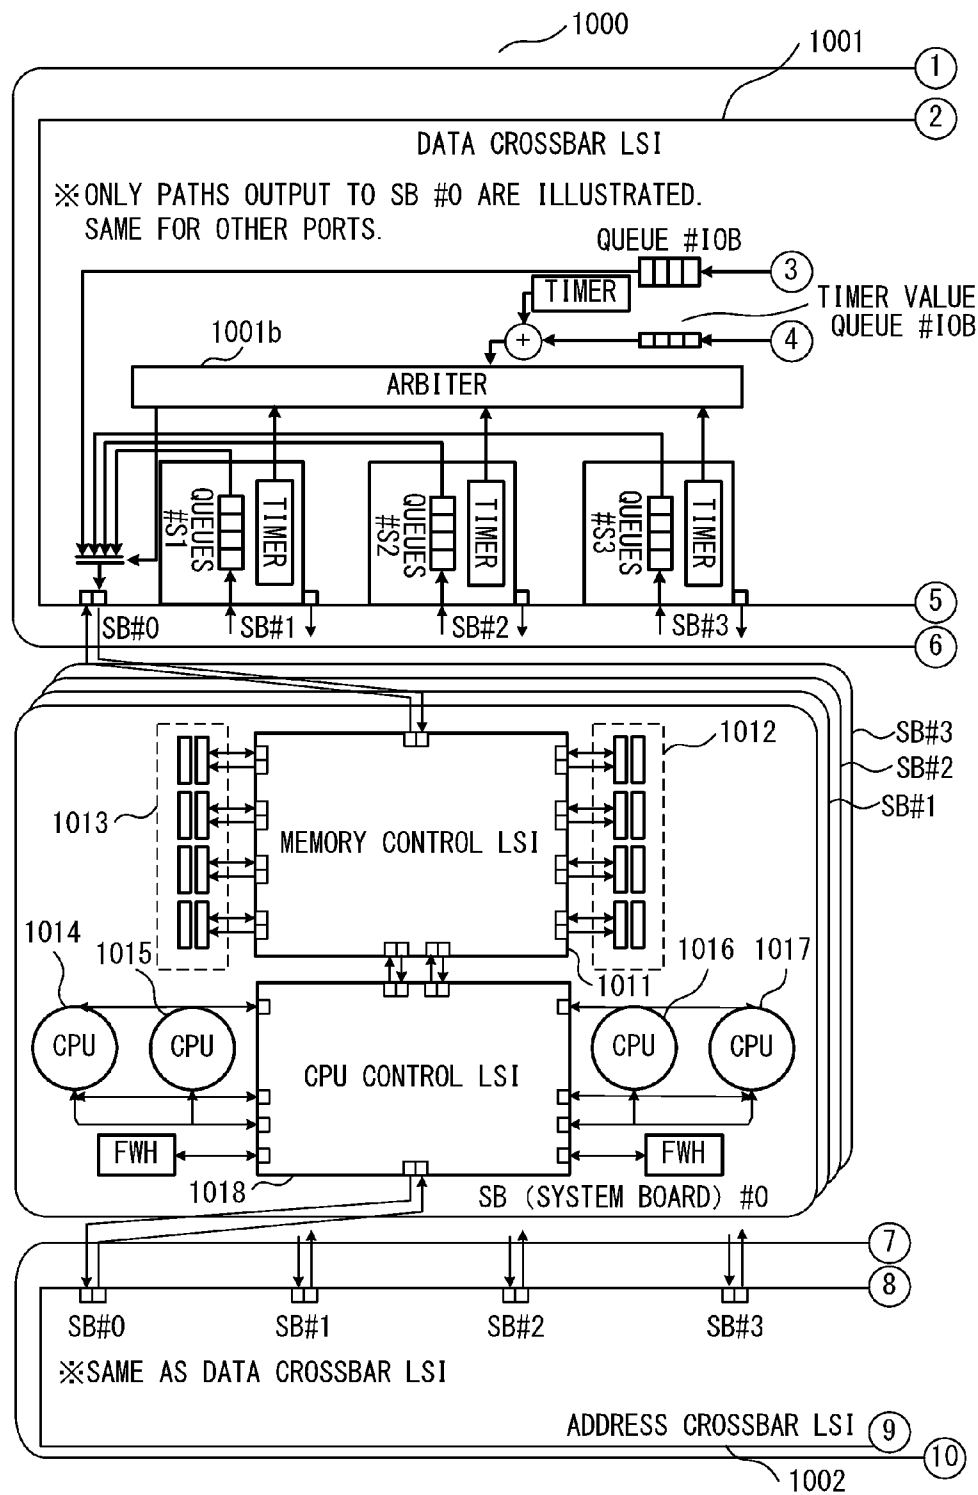 1000
1001
1
2
DATA CROSSBAR LSI
※ONLY PATHS OUTPUT TO SB #0 ARE ILLUSTRATED.
SAME FOR OTHER PORTS.
QUEUE #IOB
3
TIMER
TIMER VALUE
QUEUE #IOB
4
+
1001b
ARBITER
QUEUES
#S1
TIMER
QUEUES
#S2
TIMER
QUEUES
#S3
TIMER
5
SB#0
SB#1
SB#2
SB#3
6
SB#3
SB#2
SB#1
1013
1012
MEMORY CONTROL LSI
1014
1015
1011
1016
1017
CPU
CPU
CPU CONTROL LSI
CPU
CPU
FWH
FWH
1018
SB (SYSTEM BOARD) #0
7
8
SB#0
SB#1
SB#2
SB#3
※SAME AS DATA CROSSBAR LSI
ADDRESS CROSSBAR LSI
9
10
1002